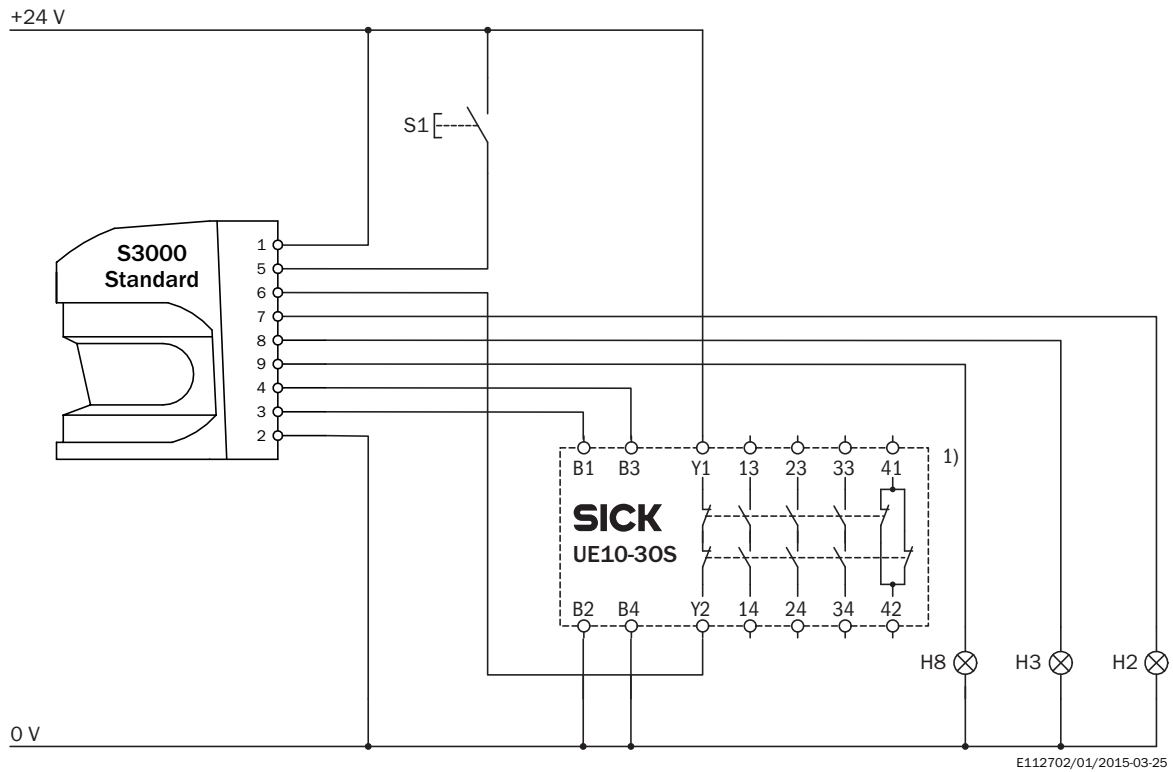 +24 V
S1
S3000
Standard
1
5
6
7
8
9
4
3
2
B1 B3 Y1 13 23 33 41 1)
SICK
UE10-30S
B2 B4 Y2 14 24 34 42
H8 H3 H2
0 V
E112702/01/2015-03-25